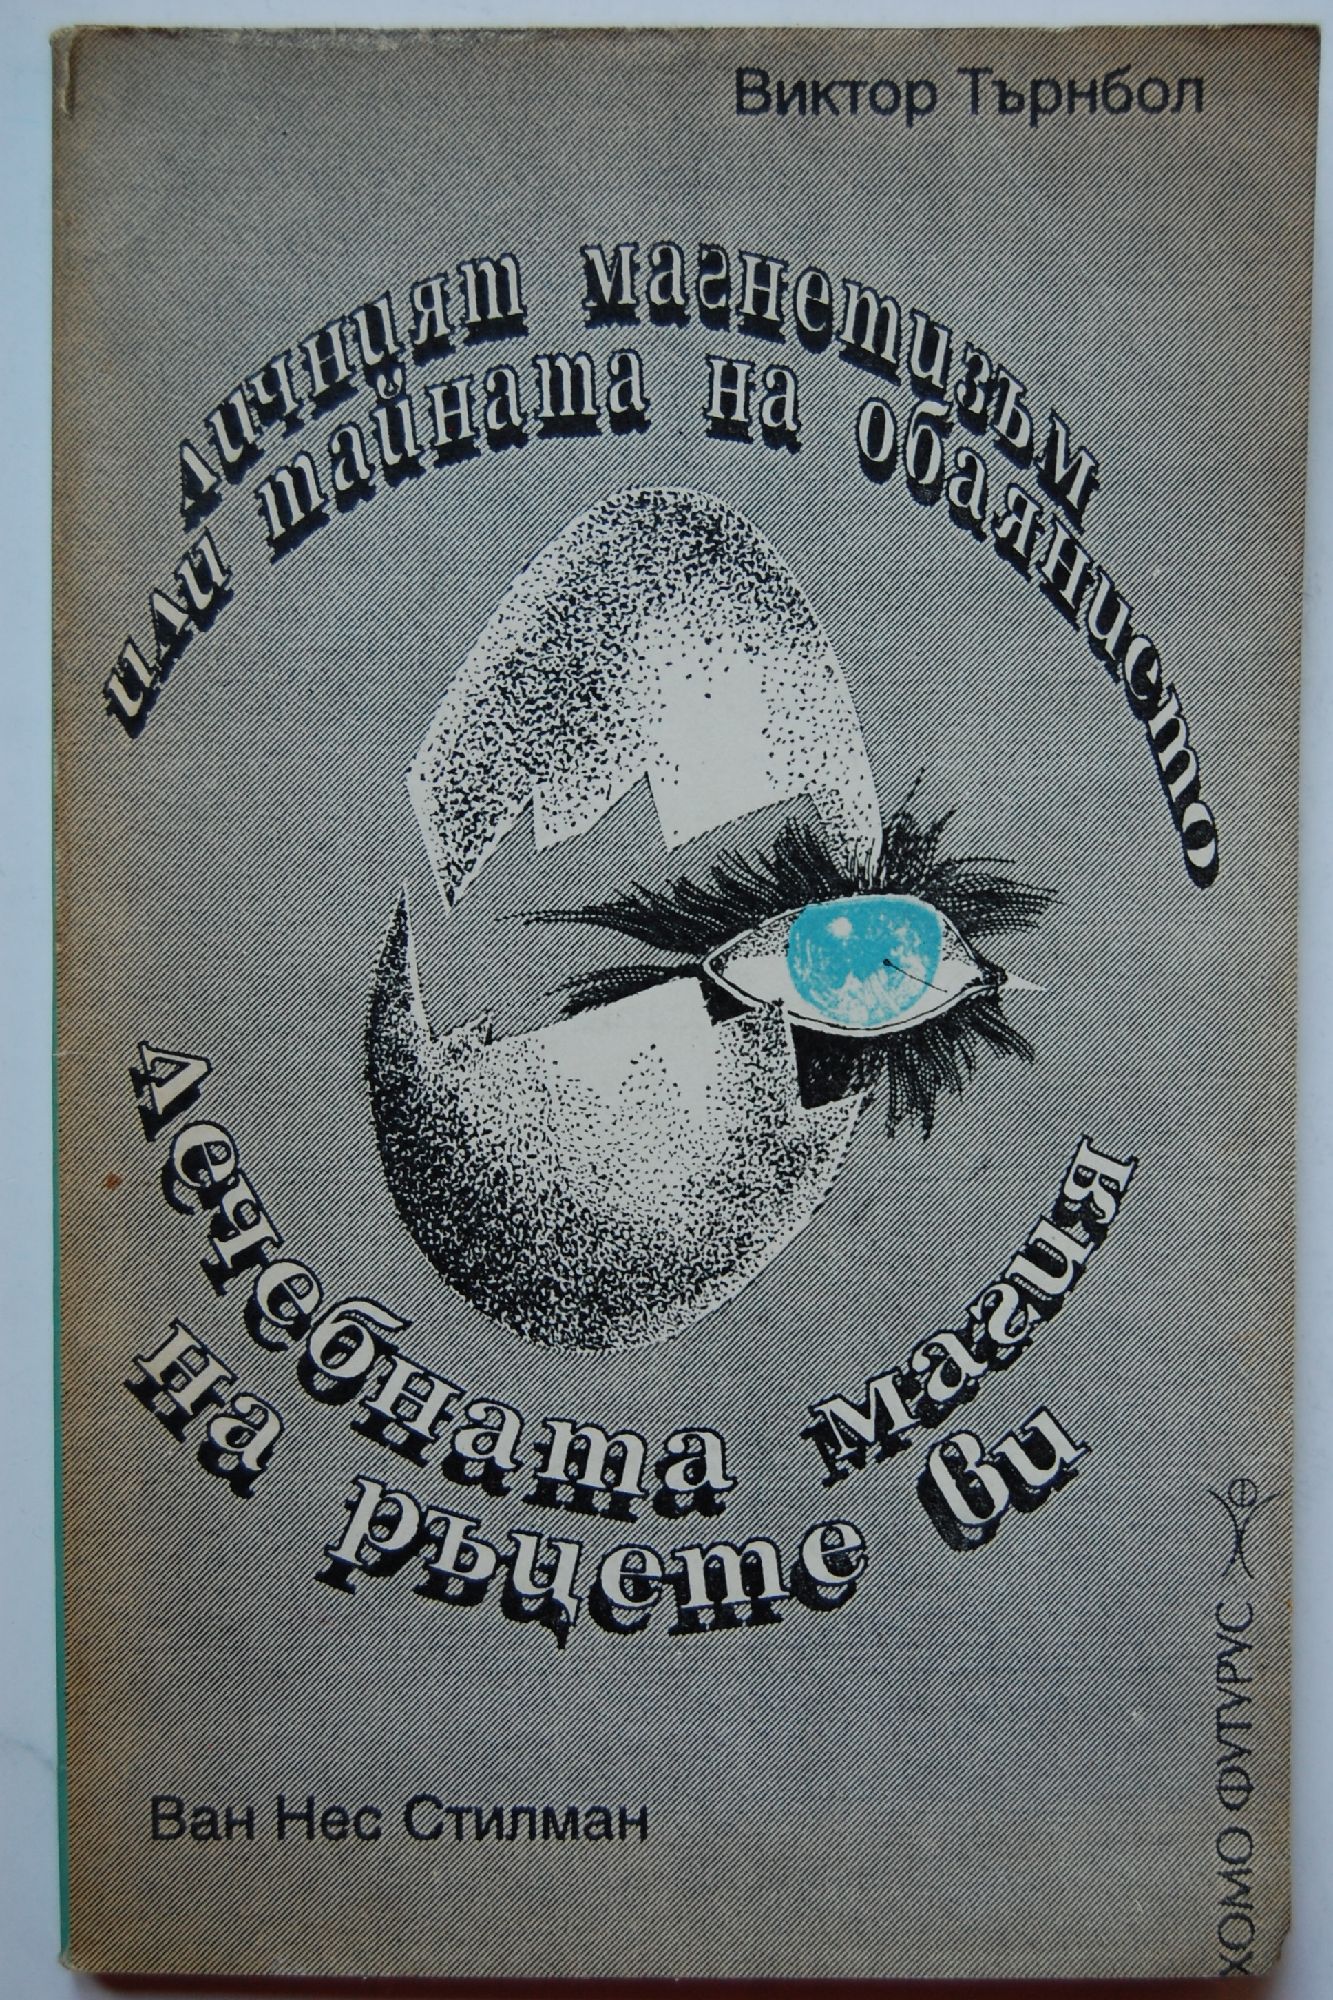 Виктор Търнбол
Личният магнетизъм
или тайната на обаянието
Лечебната магия
на ръцете ви
Ван Нес Стилман
ХОМО ФУТУРУС